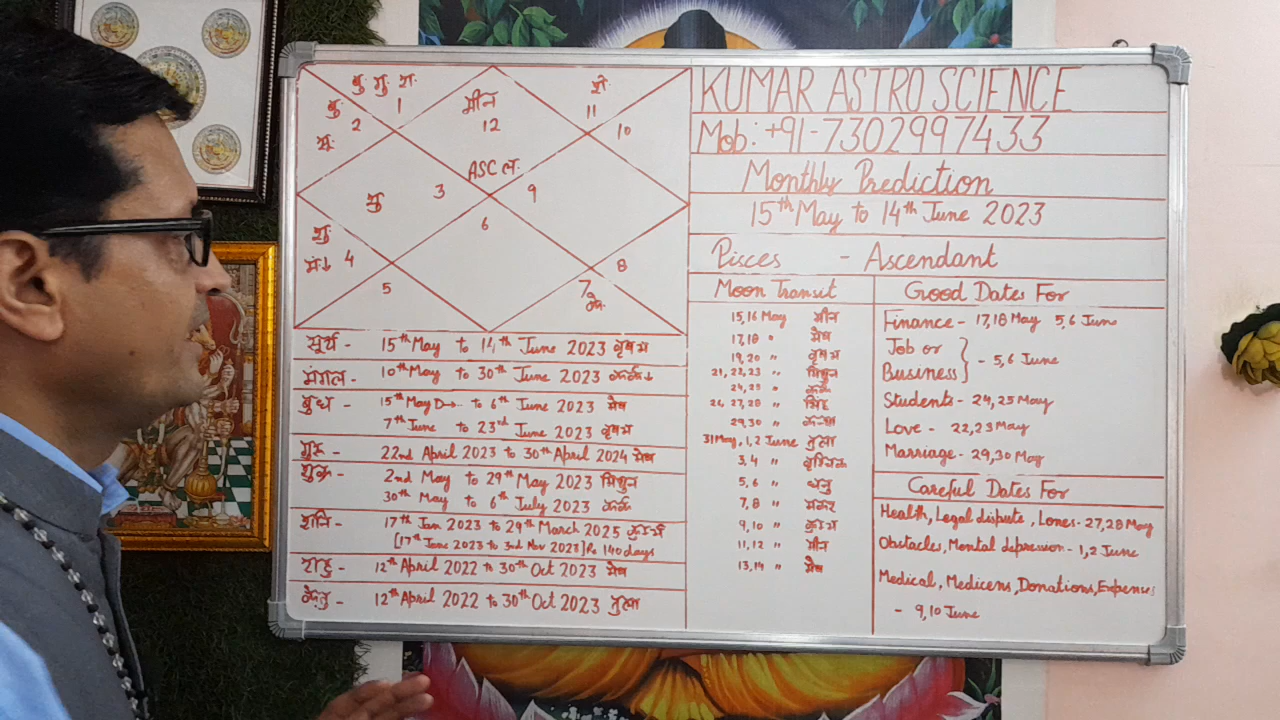 बु गु रा
बु
1
मीन
12
श
11
10
2
सू
ASC ल.
शु
3
9
6
शु
मं↓
4
5
8
7
के
सूर्य - 15th May to 14th June 2023 वृषभ
मंगल - 10th May to 30th June 2023 कर्क↓
बुध - 15th May D→ to 6th June 2023 मेष
7th June to 23rd June 2023 वृषभ
गुरु - 22nd April 2023 to 30th April 2024 मेष
शुक्र - 2nd May to 29th May 2023 मिथुन
30th May to 6th July 2023 कर्क
शनि - 17th Jan 2023 to 29th March 2025 कुम्भ
[17th June 2023 to 3rd Nov 2023] R 140 days
राहु - 12th April 2022 to 30th Oct 2023 मेष
केतु - 12th April 2022 to 30th Oct 2023 तुला
KUMAR ASTRO SCIENCE
Mob: +91-7302997433
Monthly Prediction
15th May to 14th June 2023
Pisces - Ascendant
Moon Transit
15, 16 May मीन
17, 18 " मेष
19, 20 " वृषभ
21, 22, 23 " मिथुन
24, 25 " कर्क
26, 27, 28 " सिंह
29, 30 " कन्या
31 May, 1, 2 June तुला
3, 4 " वृश्चिक
5, 6 " धनु
7, 8 " मकर
9, 10 " कुम्भ
11, 12 " मीन
13, 14 " मेष
Good Dates For
Finance - 17, 18 May 5, 6 June
Job or
Business } - 5, 6 June
Students - 24, 25 May
Love - 22, 23 May
Marriage - 29, 30 May
Careful Dates For
Health, Legal dispute, Lones - 27, 28 May
Obstacles, Mental depression - 1, 2 June
Medical, Medicens, Donations, Expenses
- 9, 10 June